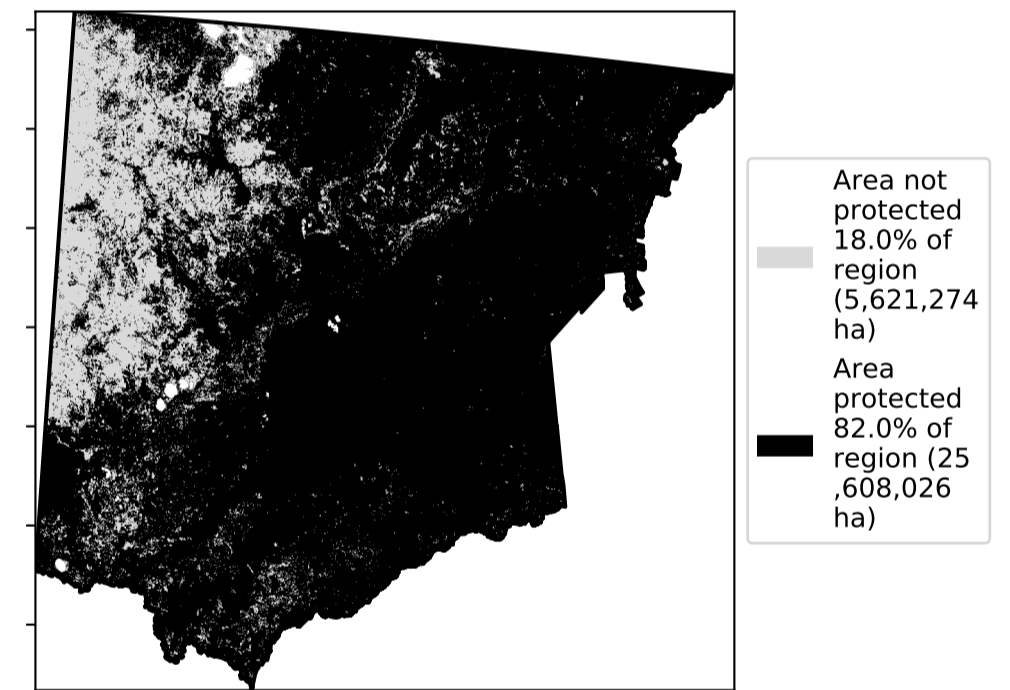 Area not
protected
18.0% of
region
(5,621,274
ha)
Area
protected
82.0% of
region (25
,608,026
ha)